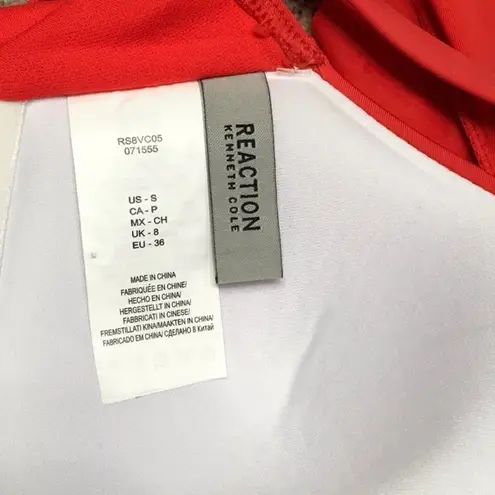 RS8VC05
071555
US - S
CA - P
MX - CH
UK - 8
EU - 36
MADE IN CHINA
FABRIQUÉE EN CHINE/
HECHO EN CHINA/
HERGESTELLT IN CHINA/
FABBRICATI IN CINESE/
FREMSTILLATI KINA/MAAKTEN IN CHINA/
FABRICADO EM CHINA/СДЕЛАНО В Китай
REACTION
KENNETH COLE